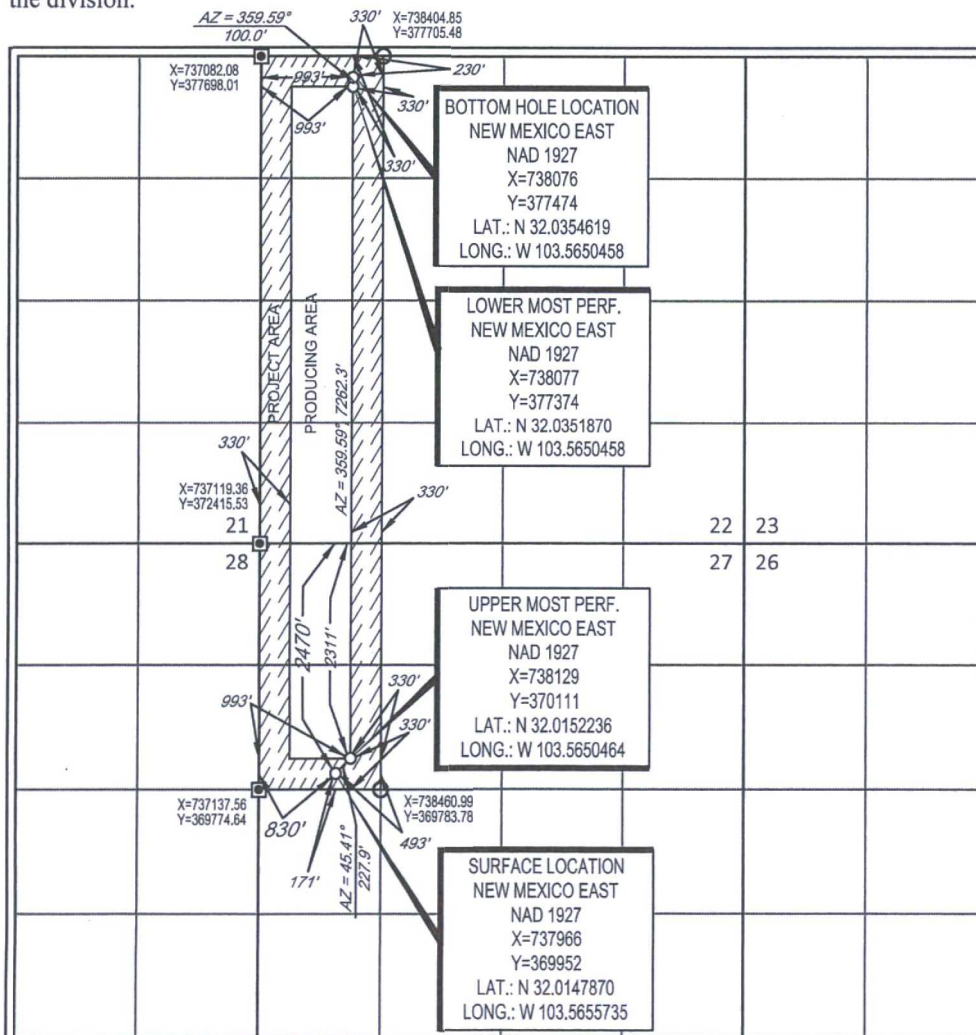 the division.
AZ = 359.59°
100.0'
330'
X=738404.85
Y=377705.48
X=737082.08
Y=377698.01
993'
230'
330'
993'
330'
BOTTOM HOLE LOCATION
NEW MEXICO EAST
NAD 1927
X=738076
Y=377474
LAT.: N 32.0354619
LONG.: W 103.5650458
LOWER MOST PERF.
NEW MEXICO EAST
NAD 1927
X=738077
Y=377374
LAT.: N 32.0351870
LONG.: W 103.5650458
PROJECT AREA
PRODUCING AREA
AZ = 359.59°, 7262.3'
330'
330'
X=737119.36
Y=372415.53
21
22 23
28
27 26
2470'
2311'
UPPER MOST PERF.
NEW MEXICO EAST
NAD 1927
X=738129
Y=370111
LAT.: N 32.0152236
LONG.: W 103.5650464
993'
330'
330'
X=737137.56
Y=369774.64
X=738460.99
Y=369783.78
830'
493'
171'
AZ = 45.41°
227.9'
SURFACE LOCATION
NEW MEXICO EAST
NAD 1927
X=737966
Y=369952
LAT.: N 32.0147870
LONG.: W 103.5655735